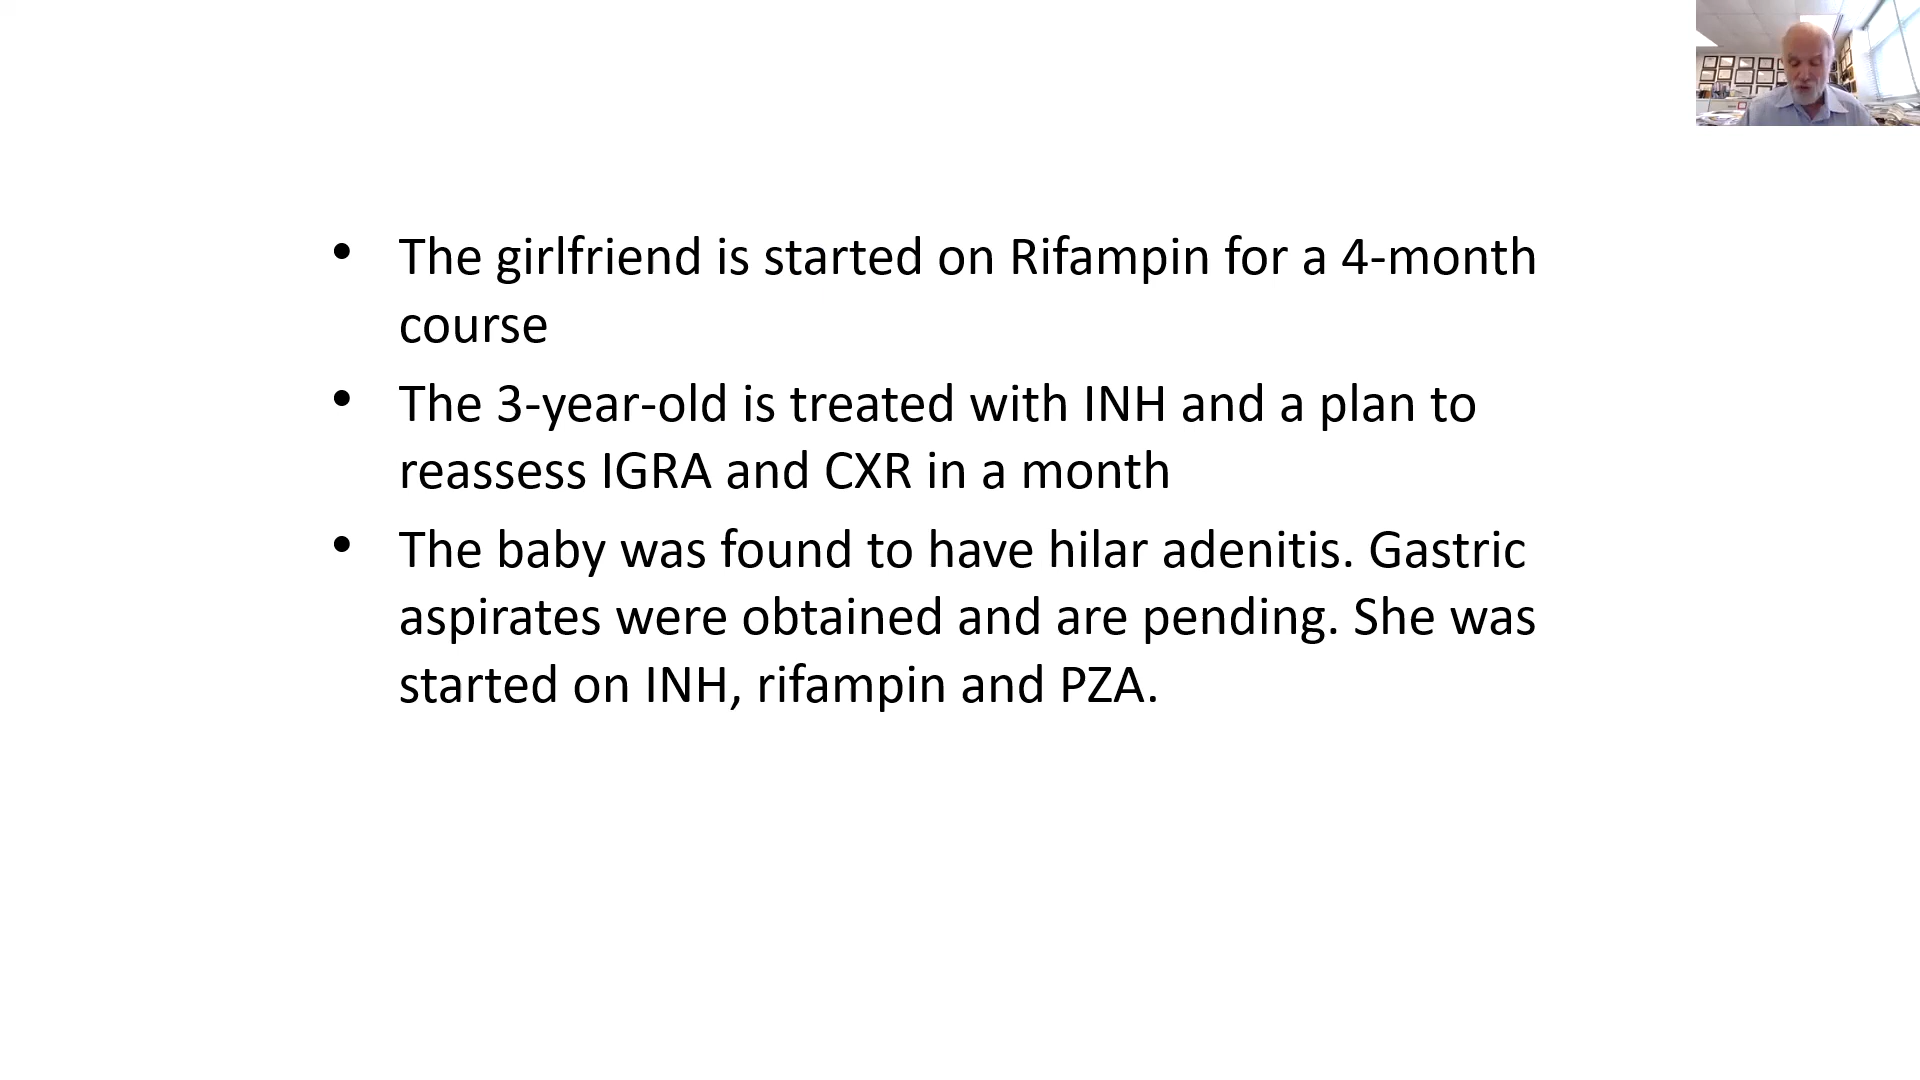 • The girlfriend is started on Rifampin for a 4-month
course
• The 3-year-old is treated with INH and a plan to
reassess IGRA and CXR in a month
• The baby was found to have hilar adenitis. Gastric
aspirates were obtained and are pending. She was
started on INH, rifampin and PZA.